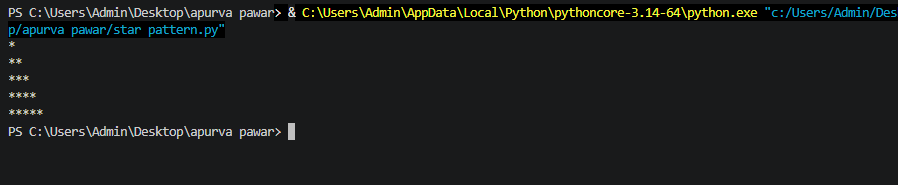 PS C:\Users\Admin\Desktop\apurva pawar> & C:\Users\Admin\AppData\Local\Python\pythoncore-3.14-64\python.exe "c:/Users/Admin/Des
p/apurva pawar/star pattern.py"
*
**
***
****
*****
PS C:\Users\Admin\Desktop\apurva pawar>